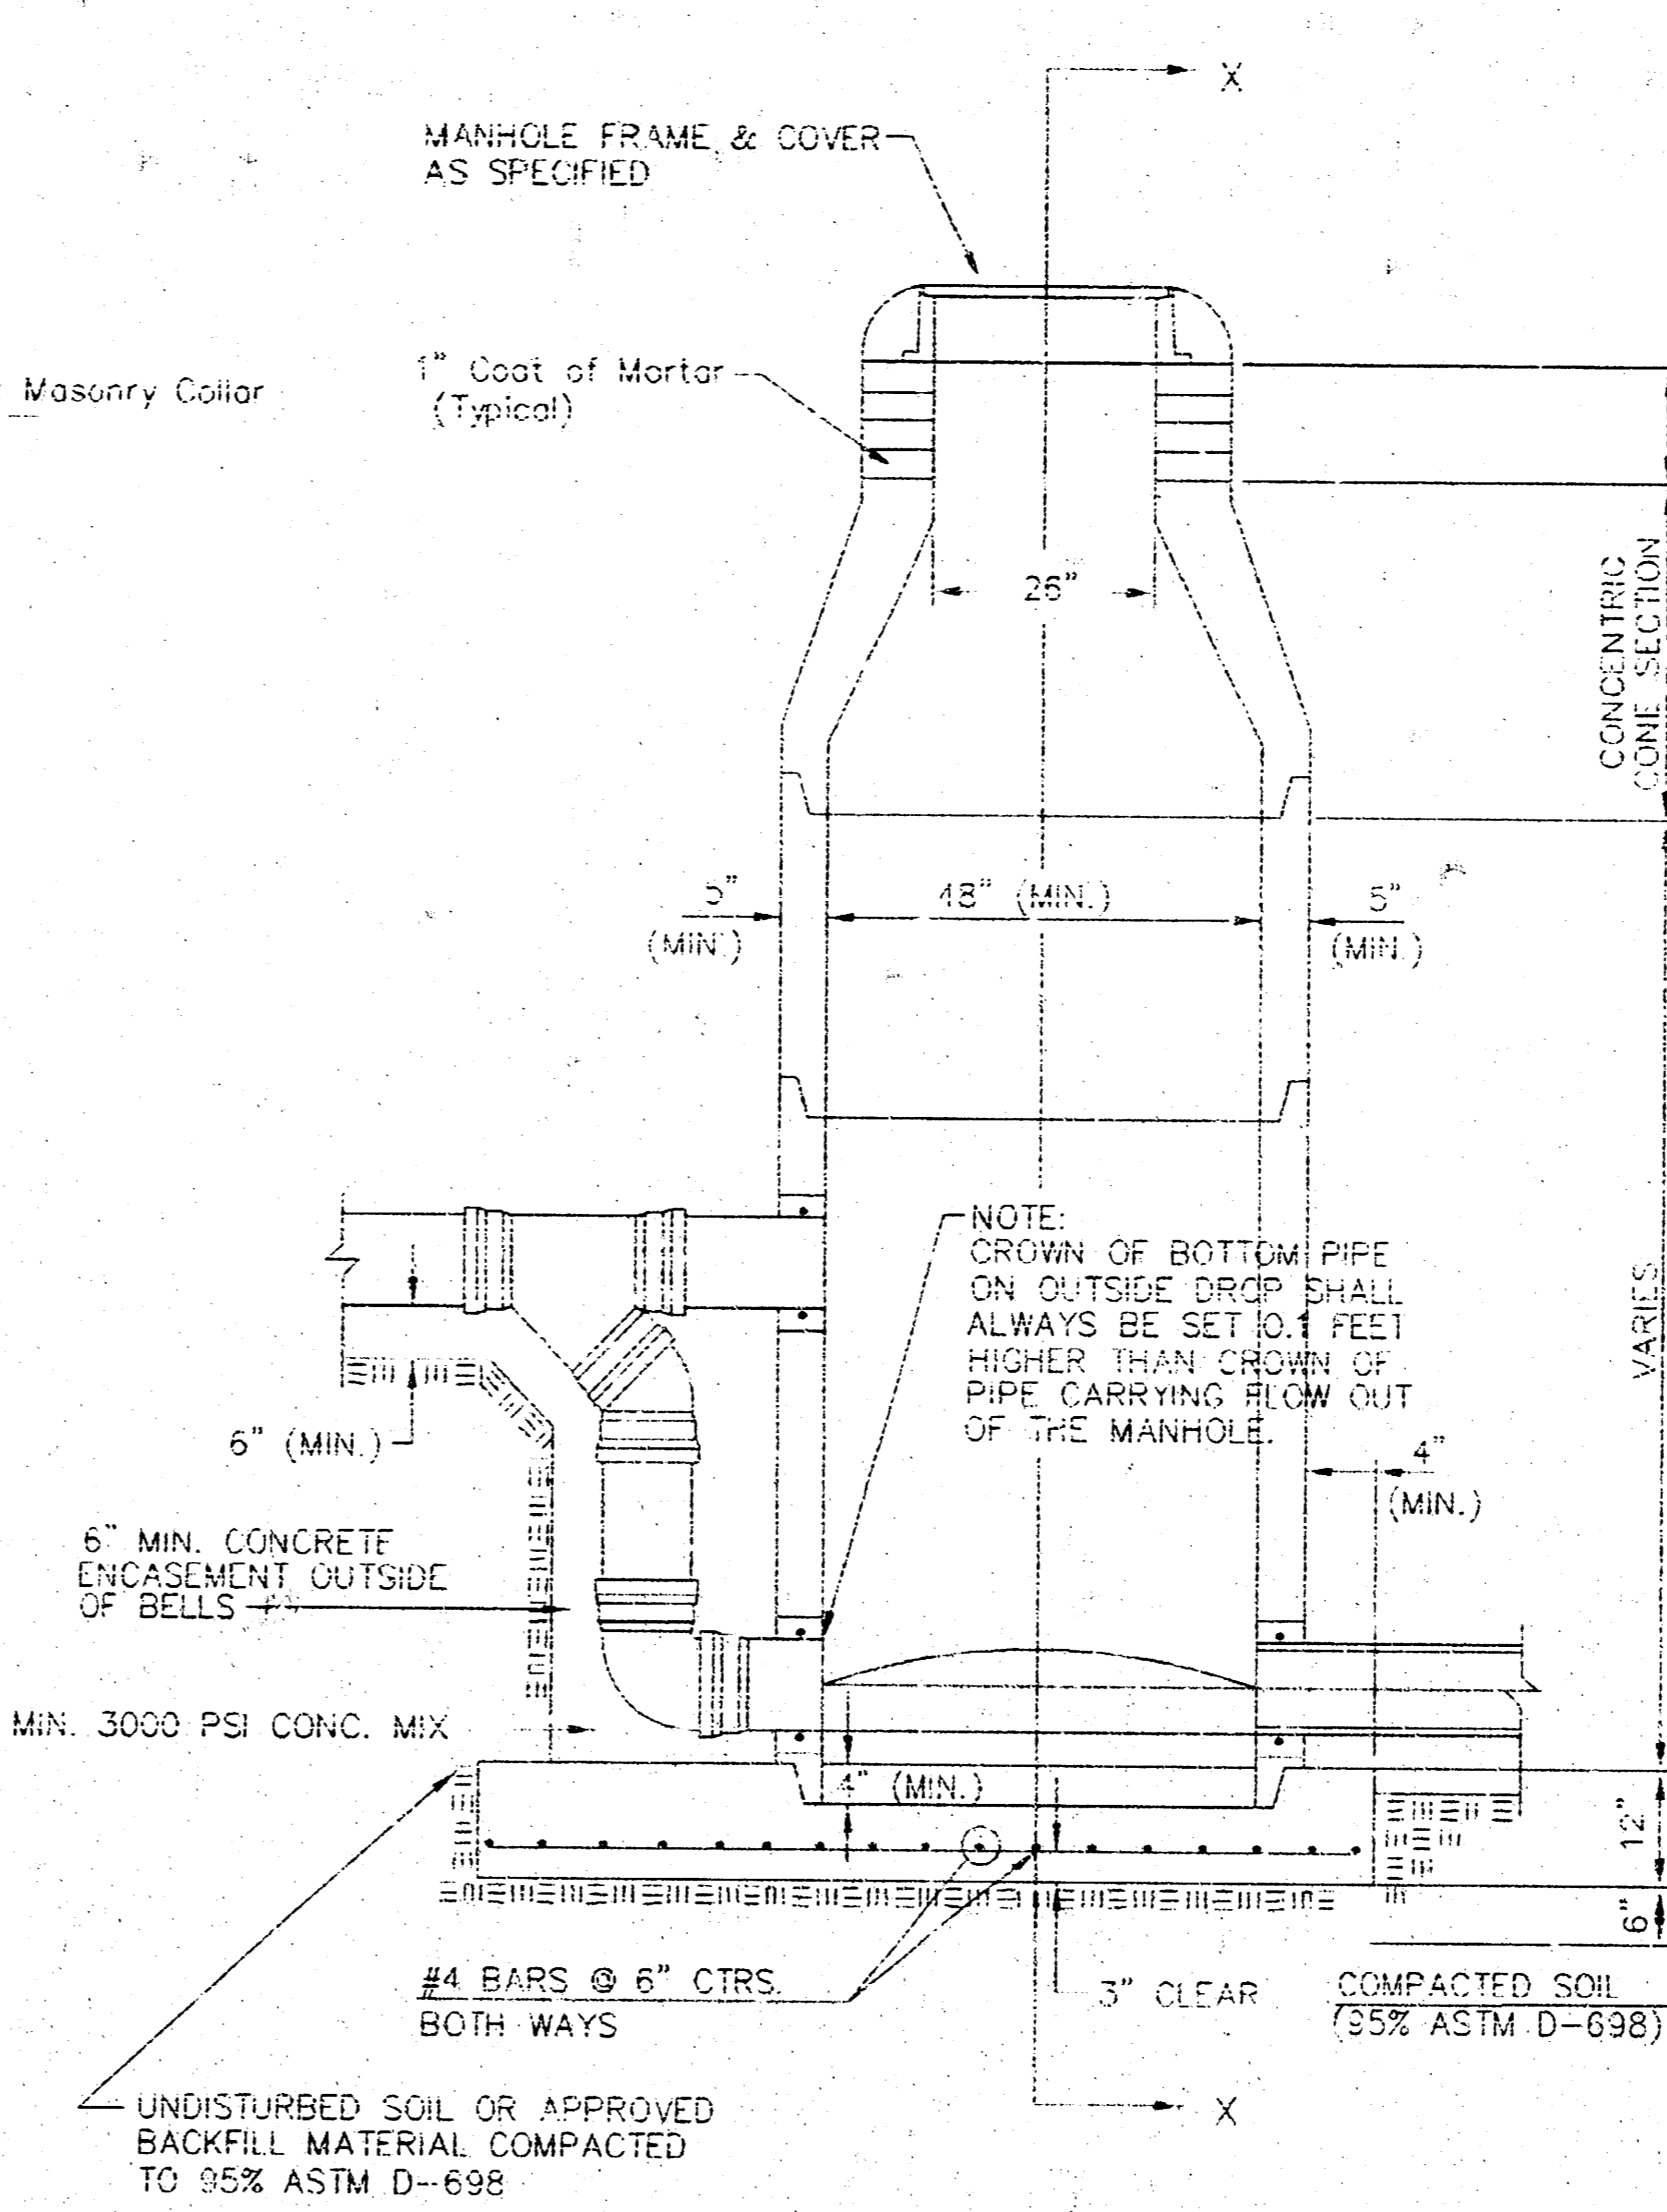 X
MANHOLE FRAME & COVER
AS SPECIFIED
Masonry Collar
1" Coat of Mortar
(Typical)
26"
CONCENTRIC
CONE SECTION
5"
(MIN.)
48" (MIN.)
5"
(MIN.)
NOTE:
CROWN OF BOTTOM PIPE
ON OUTSIDE DROP SHALL
ALWAYS BE SET 0.1 FEET
HIGHER THAN CROWN OF
PIPE CARRYING FLOW OUT
OF THE MANHOLE.
VARIES
6" (MIN.)
4"
(MIN.)
6" MIN. CONCRETE
ENCASEMENT OUTSIDE
OF BELLS
MIN. 3000 PSI CONC. MIX
4" (MIN.)
12"
6"
#4 BARS @ 6" CTRS.
BOTH WAYS
3" CLEAR
COMPACTED SOIL
(95% ASTM D-698)
X
UNDISTURBED SOIL OR APPROVED
BACKFILL MATERIAL COMPACTED
TO 95% ASTM D-698